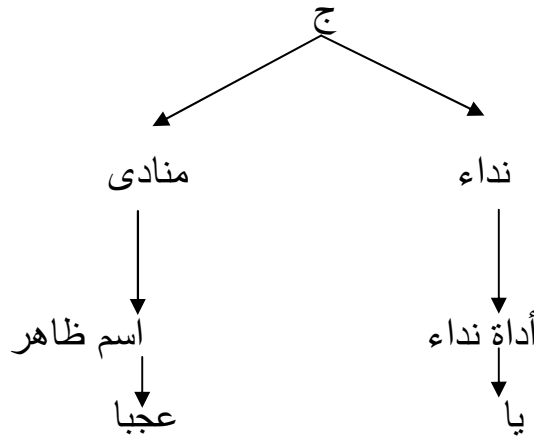 ج
نداء منادى
أداة نداء اسم ظاهر
يا عجبا